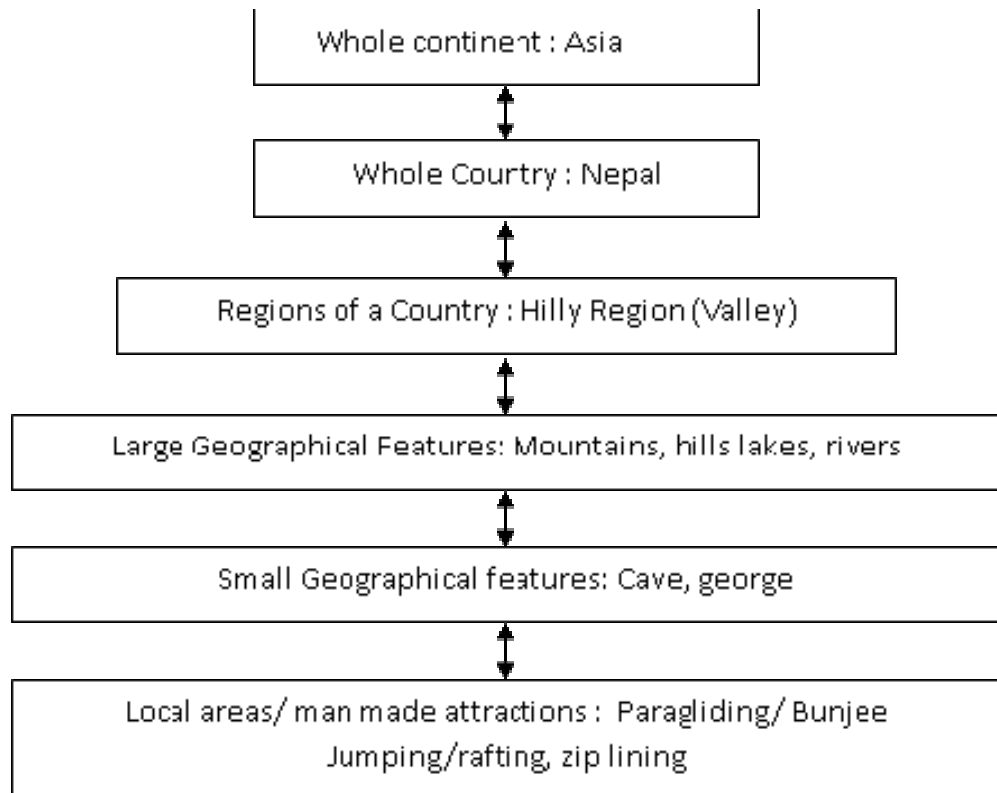 Whole continent : Asia
Whole Courtry : Nepal
Regions of a Country : Hilly Region (Valley)
Large Geographical Features: Mountains, hills lakes, rivers
Small Geographical features: Cave, george
Local areas/ man made attractions : Paragliding/ Bunjee
Jumping/rafting, zip lining